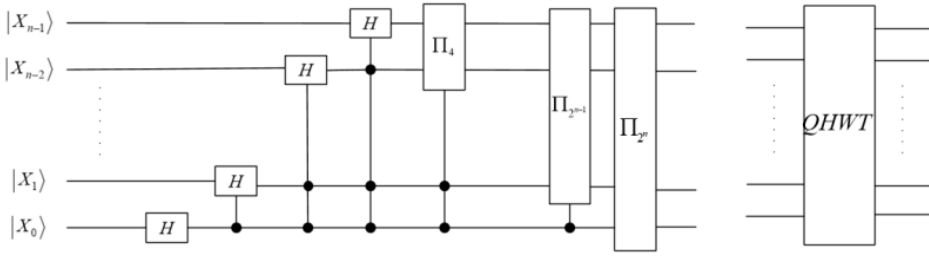 |X_{n-1}⟩ H Π_4 Π_{2^{n-1}} Π_{2^n} QHWT
|X_{n-2}⟩ H
|X_1⟩ H
|X_0⟩ H